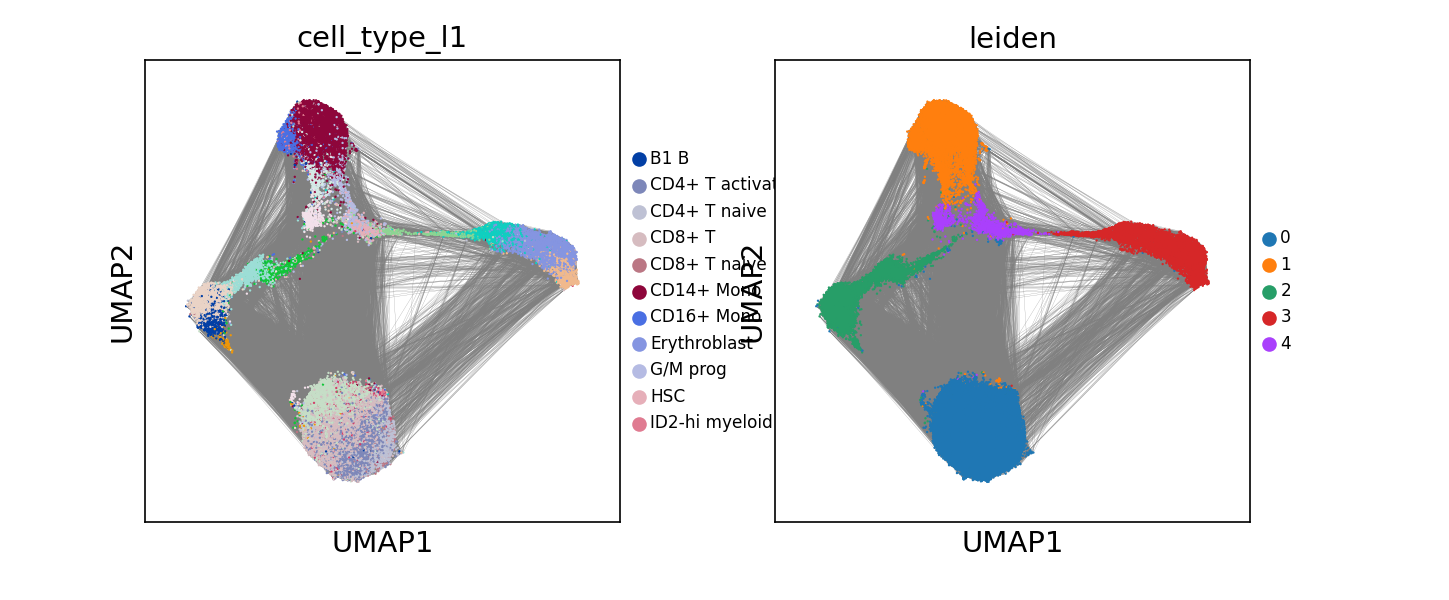 cell_type_l1
leiden
UMAP2
B1 B
CD4+ T activat
CD4+ T naive
CD8+ T
CD8+ T naive
CD14+ Mono
CD16+ Mono
Erythroblast
G/M prog
HSC
ID2-hi myeloid
UMAP1
UMAP2
0
1
2
3
4
UMAP1